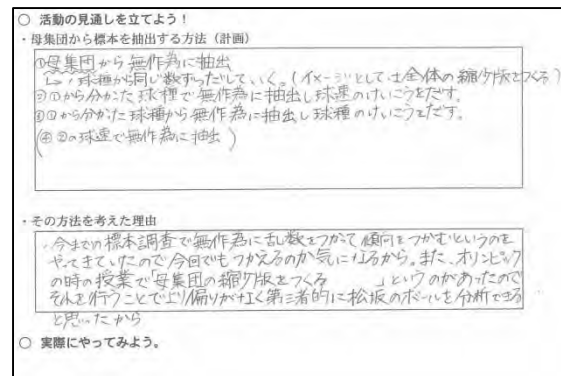 ○ 活動の見通しを立てよう！
・母集団から標本を抽出する方法（計画）
①母集団から無作為に抽出
↳球種から同じ数ずつだしていく。(イメージとしては全体の縮少版をつくる)
②①から分かった球種で無作為に抽出し球速のけいこうをだす。
③①から分かった球種から無作為に抽出し球種のけいこうをだす。
(④②の球速で無作為に抽出)
・その方法を考えた理由
今までの標本調査で無作為に乱数をつかって傾向をつかむというのを
やってきていたので今回でもつかえるのか気になるから。また、オリンピック
の時の授業で「母集団の縮少版をつくる 」というのがあったので
それを行うことでより偏りがなく第三者的に松坂のボールを分析できる
と思ったから
○ 実際にやってみよう。